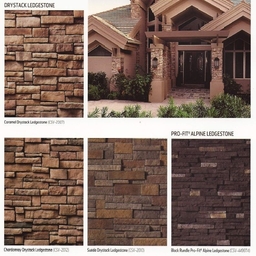 DRYSTACK LEDGESTONE
Caramel Drystack Ledgestone
PRO-FIT® ALPINE LEDGESTONE
Chardonnay Drystack Ledgestone
Suede Drystack Ledgestone
Black Rundle Pro-Fit® Alpine Ledgestone